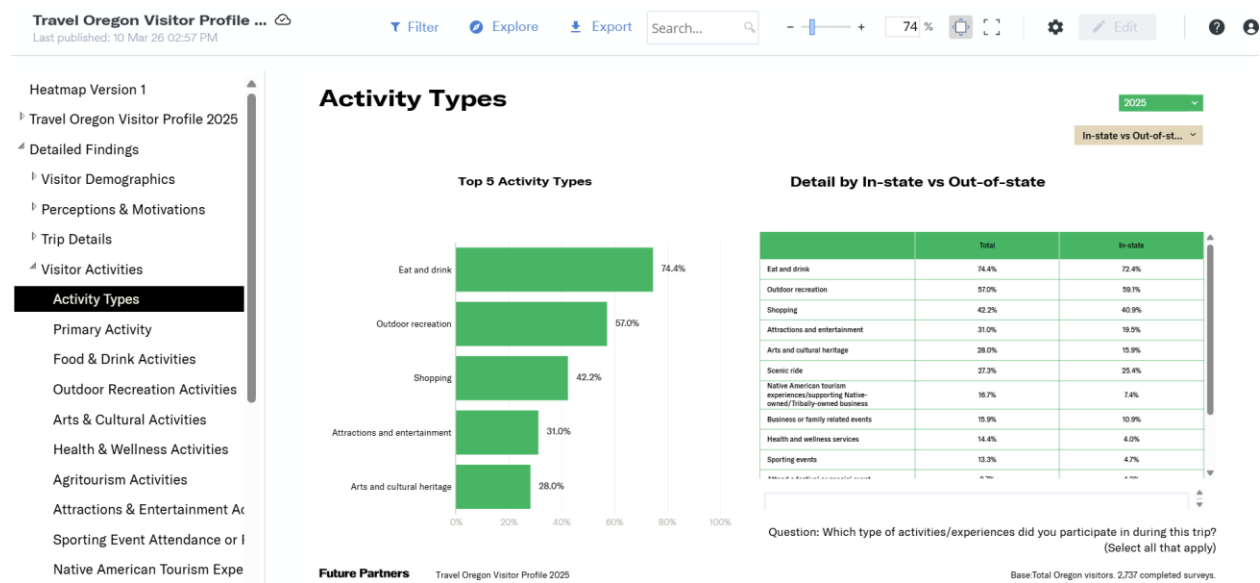 Travel Oregon Visitor Profile ...
Last published: 10 Mar 26 02:57 PM
Filter
Explore
Export
Search...
- +
74 %
Edit
Heatmap Version 1
Travel Oregon Visitor Profile 2025
Detailed Findings
Visitor Demographics
Perceptions & Motivations
Trip Details
Visitor Activities
Activity Types
Primary Activity
Food & Drink Activities
Outdoor Recreation Activities
Arts & Cultural Activities
Health & Wellness Activities
Agritourism Activities
Attractions & Entertainment Ac
Sporting Event Attendance or
Native American Tourism Expe
Activity Types
2025
In-state vs Out-of-st...
Top 5 Activity Types
Eat and drink 74.4%
Outdoor recreation 57.0%
Shopping 42.2%
Attractions and entertainment 31.0%
Arts and cultural heritage 28.0%
0% 20% 40% 60% 80% 100%
Detail by In-state vs Out-of-state
Total In-state
Eat and drink 74.4% 72.4%
Outdoor recreation 57.0% 59.1%
Shopping 42.2% 40.9%
Attractions and entertainment 31.0% 19.5%
Arts and cultural heritage 28.0% 15.9%
Scenic ride 27.3% 25.4%
Native American tourism
experiences/supporting Native-
owned/Tribally-owned business 16.7% 7.4%
Business or family related events 15.9% 10.9%
Health and wellness services 14.4% 4.0%
Sporting events 13.3% 4.7%
Question: Which type of activities/experiences did you participate in during this trip?
(Select all that apply)
Future Partners
Travel Oregon Visitor Profile 2025
Base:Total Oregon visitors. 2,737 completed surveys.